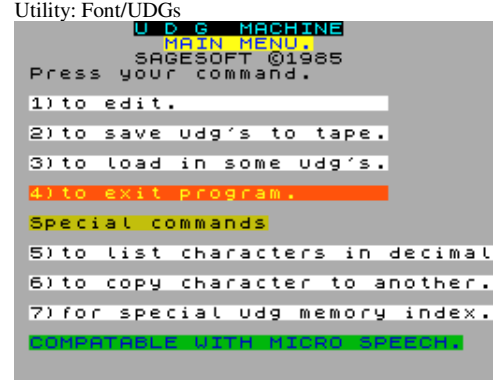 Utility: Font/UDGs
U D G MACHINE
MAIN MENU.
SAGESOFT ©1985
Press your command.
1)to edit.
2)to save udg's to tape.
3)to load in some udg's.
4)to exit program.
Special commands
5)to list characters in decimal
6)to copy character to another.
7)for special udg memory index.
COMPATABLE WITH MICRO SPEECH.